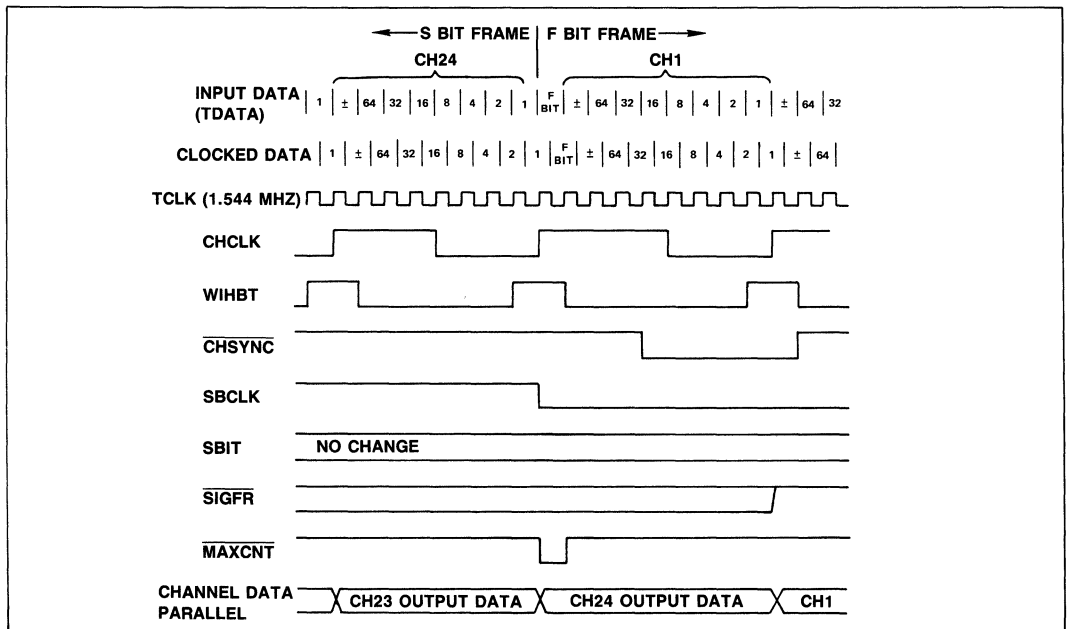 S BIT FRAME F BIT FRAME
CH24 CH1
INPUT DATA (TDATA) 1 ± 64 32 16 8 4 2 1 F BIT ± 64 32 16 8 4 2 1 ± 64 32
CLOCKED DATA 1 ± 64 32 16 8 4 2 1 F BIT ± 64 32 16 8 4 2 1 ± 64
TCLK (1.544 MHZ)
CHCLK
WIHBT
CHSYNC
SBCLK
SBIT NO CHANGE
SIGFR
MAXCNT
CHANNEL DATA PARALLEL CH23 OUTPUT DATA CH24 OUTPUT DATA CH1